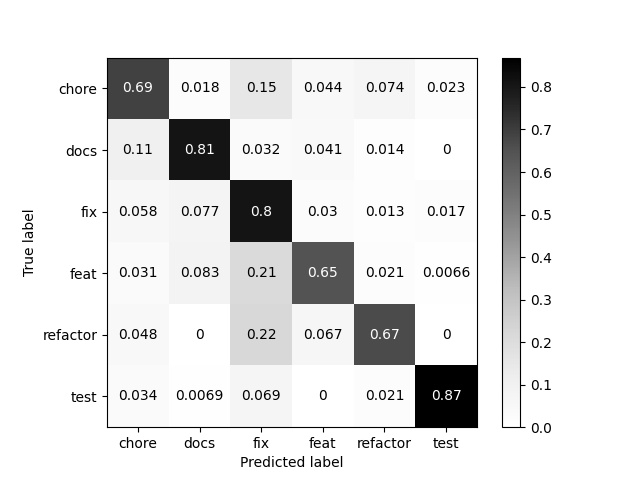 chore 0.69 0.018 0.15 0.044 0.074 0.023
docs 0.11 0.81 0.032 0.041 0.014 0
fix 0.058 0.077 0.8 0.03 0.013 0.017
feat 0.031 0.083 0.21 0.65 0.021 0.0066
refactor 0.048 0 0.22 0.067 0.67 0
test 0.034 0.0069 0.069 0 0.021 0.87
chore docs fix feat refactor test
Predicted label
True label
0.8
0.7
0.6
0.5
0.4
0.3
0.2
0.1
0.0